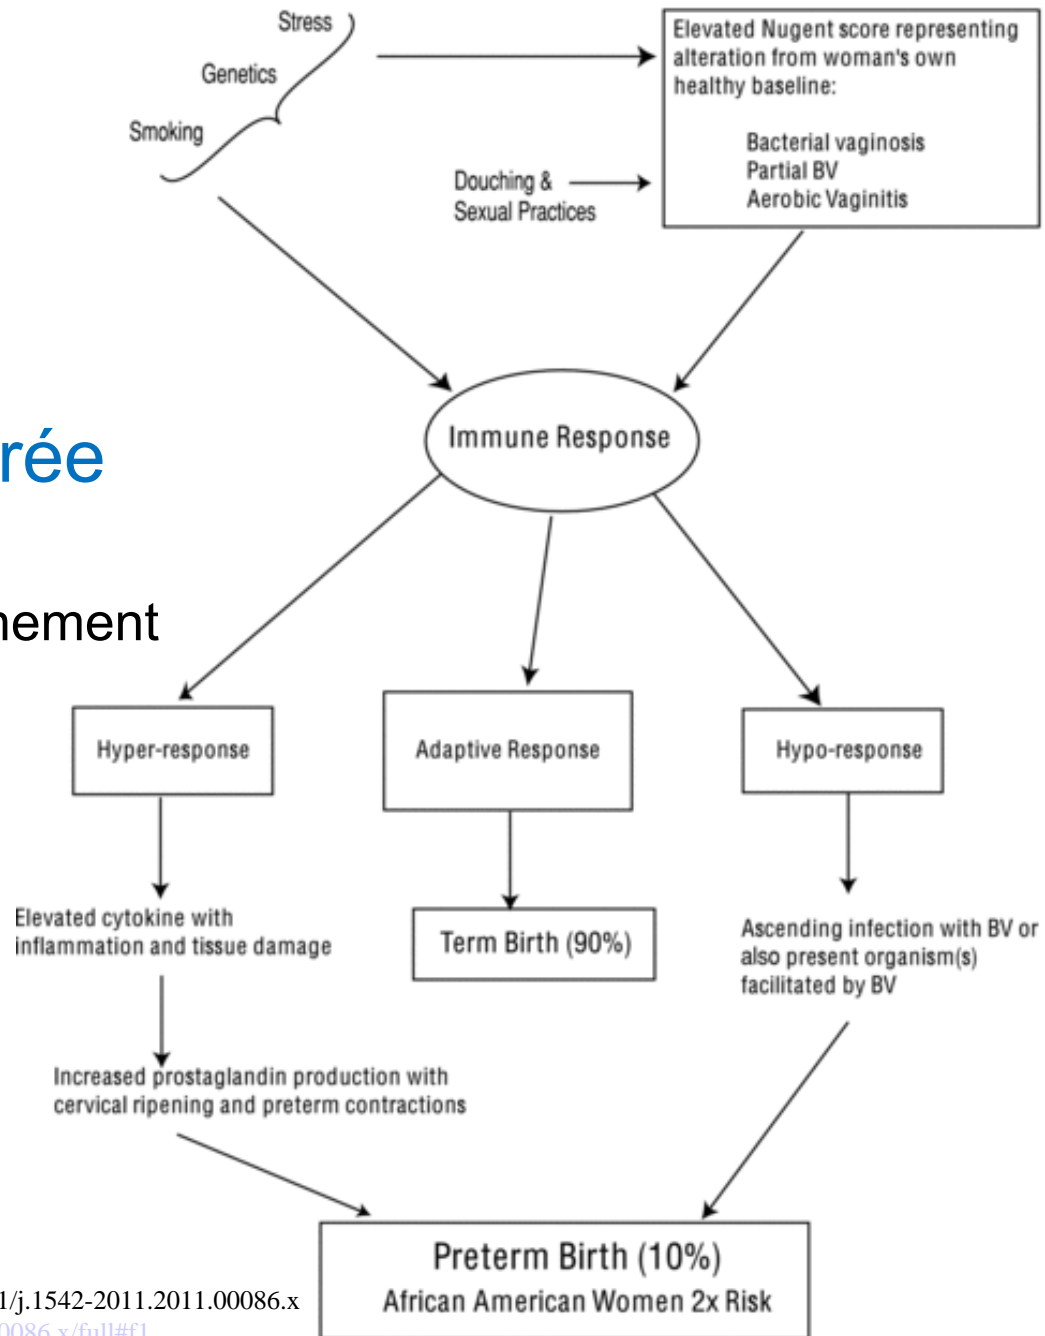 Stress
Genetics
Smoking
Elevated Nugent score representing
alteration from woman's own
healthy baseline:
Bacterial vaginosis
Partial BV
Aerobic Vaginitis
Douching &
Sexual Practices
Immune Response
rée
nement
Hyper-response
Adaptive Response
Hypo-response
Elevated cytokine with
inflammation and tissue damage
Term Birth (90%)
Ascending infection with BV or
also present organism(s)
facilitated by BV
Increased prostaglandin production with
cervical ripening and preterm contractions
Preterm Birth (10%)
African American Women 2x Risk
1/j.1542-2011.2011.00086.x
0086.x/full#f1